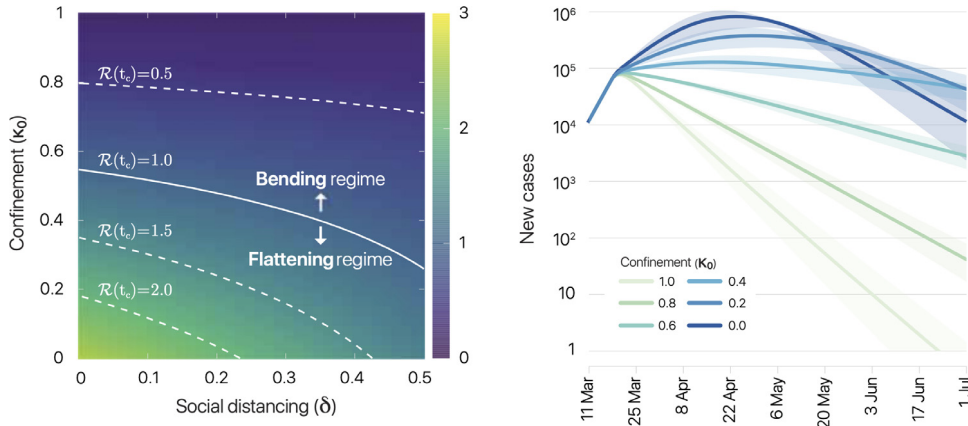 1
0.8
0.6
0.4
0.2
0
Confinement (κ₀)
R(t_c)=0.5
R(t_c)=1.0
R(t_c)=1.5
R(t_c)=2.0
Bending regime
Flattening regime
0 0.1 0.2 0.3 0.4 0.5
Social distancing (δ)
3
2
1
0
New cases
10⁶
10⁵
10⁴
10³
10²
10
1
Confinement (κ₀)
1.0 0.4
0.8 0.2
0.6 0.0
11 Mar
25 Mar
8 Apr
22 Apr
6 May
20 May
3 Jun
17 Jun
1 Jul